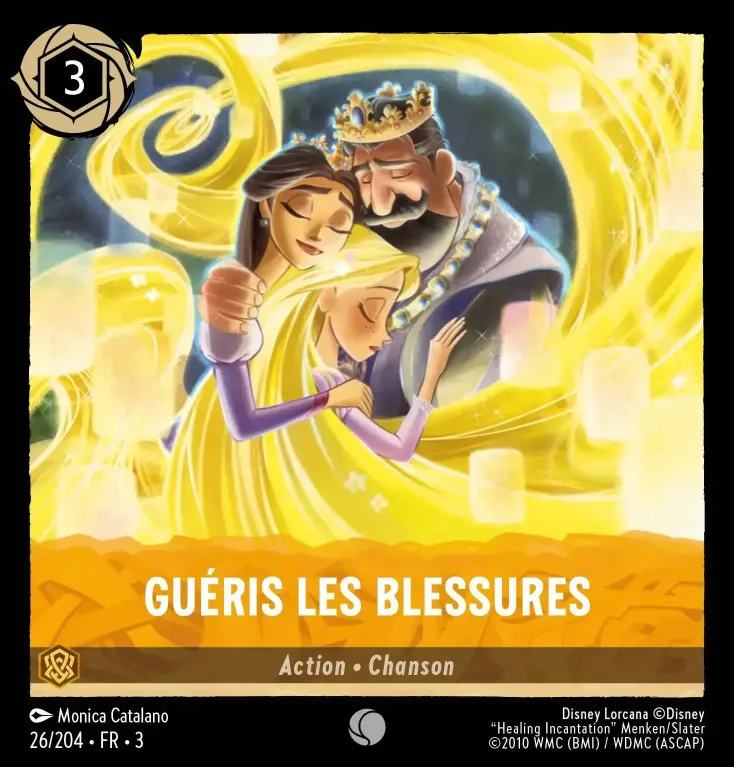 3
GUÉRIS LES BLESSURES
Action • Chanson
Monica Catalano
26/204 • FR • 3
Disney Lorcana ©Disney
“Healing Incantation” Menken/Slater
©2010 WMC (BMI) / WDMC (ASCAP)